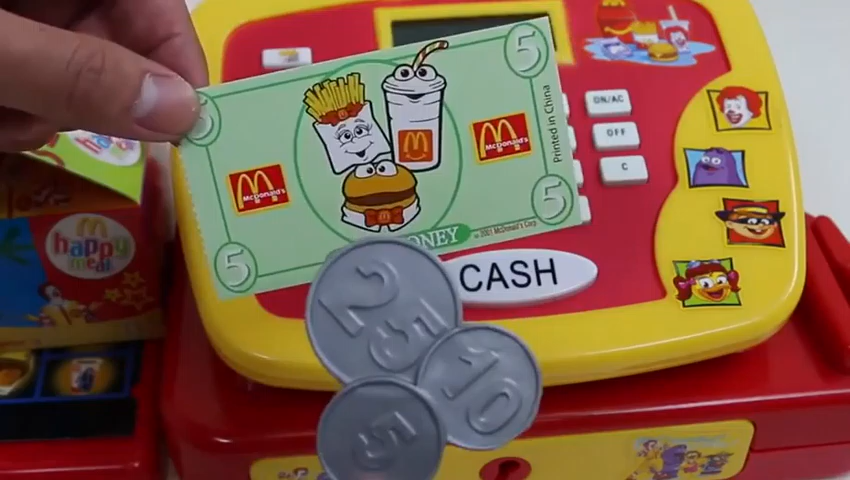 5
5
5
5
McDonald's
McDonald's
Printed in China
© 2001 McDonald's Corp
ONEY
CASH
ON/AC
OFF
C
happy
meal
25
10
5